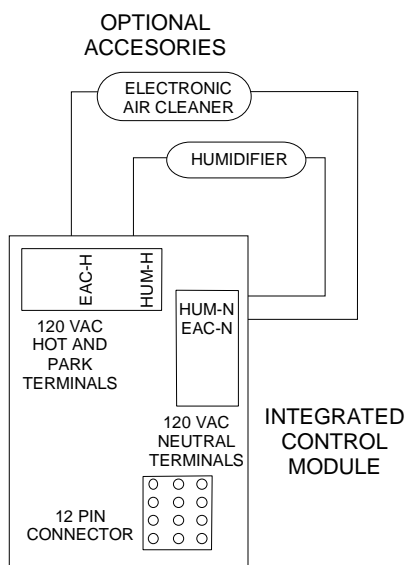 OPTIONAL
ACCESORIES
ELECTRONIC
AIR CLEANER
HUMIDIFIER
EAC-H
HUM-H
HUM-N
EAC-N
120 VAC
HOT AND
PARK
TERMINALS
120 VAC
NEUTRAL
TERMINALS
INTEGRATED
CONTROL
MODULE
12 PIN
CONNECTOR